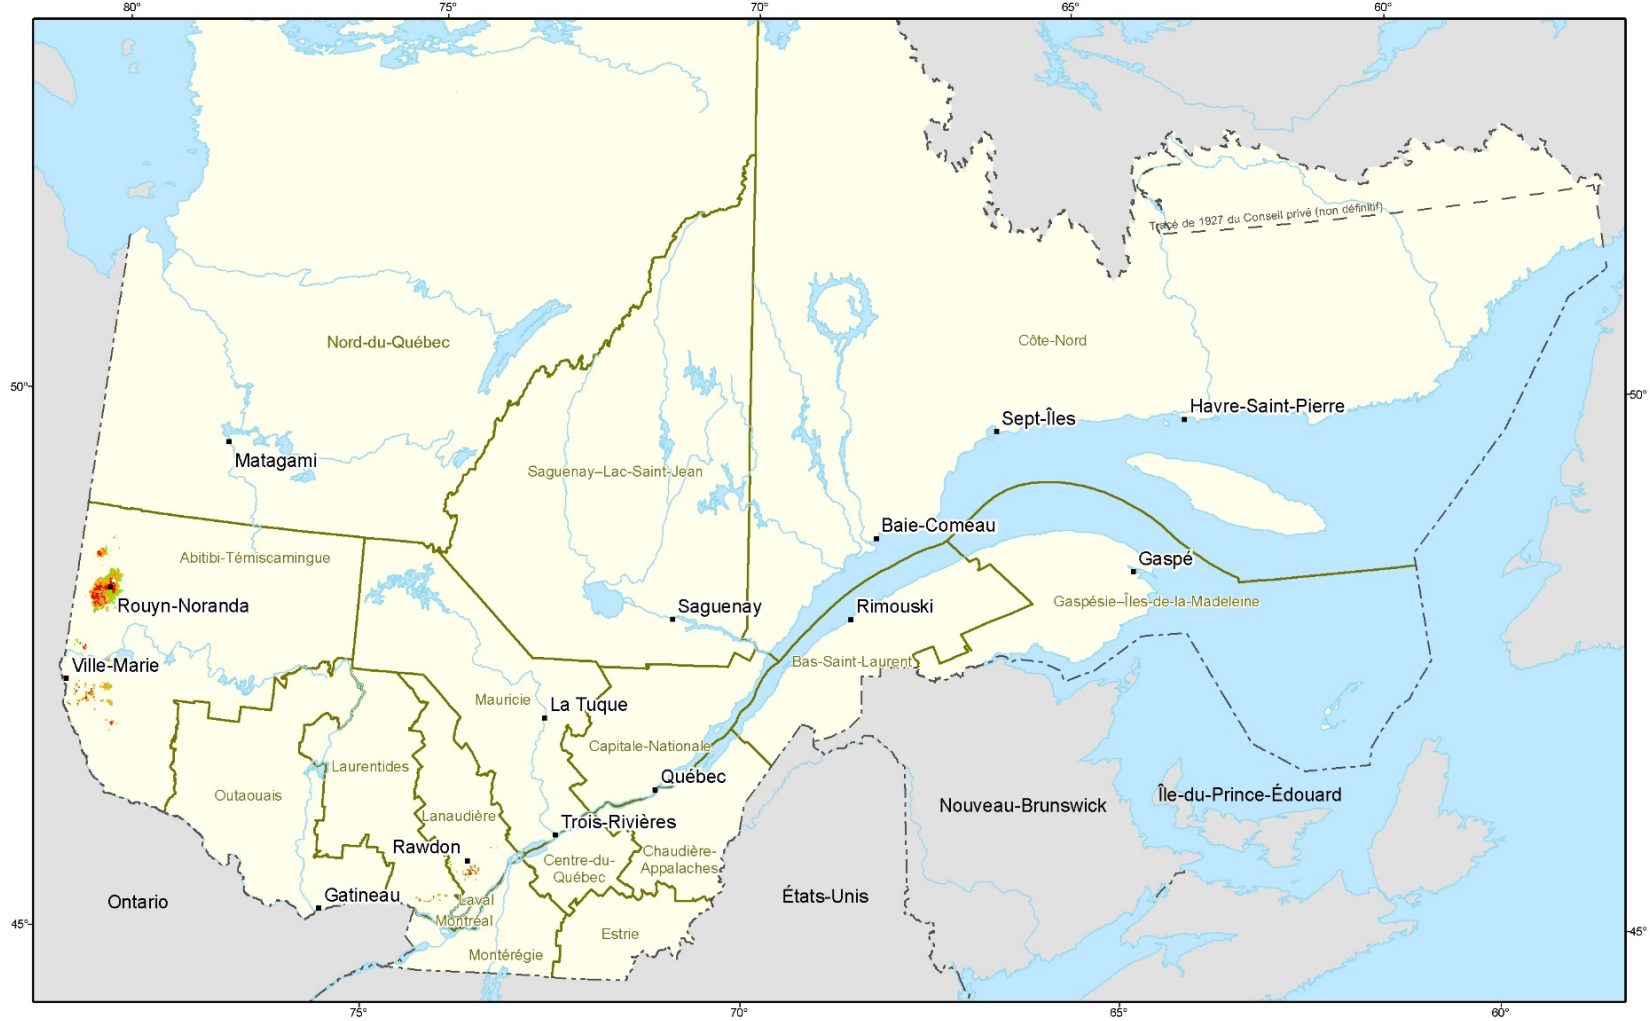 80°
75°
70°
65°
60°
Tracé de 1927 du Conseil privé (non définitif)
Nord-du-Québec
Côte-Nord
50°
50°
Havre-Saint-Pierre
Sept-Îles
Matagami
Saguenay–Lac-Saint-Jean
Baie-Comeau
Abitibi-Témiscamingue
Gaspé
Rouyn-Noranda
Saguenay
Rimouski
Gaspésie–Îles-de-la-Madeleine
Ville-Marie
Bas-Saint-Laurent
Mauricie
La Tuque
Capitale-Nationale
Laurentides
Québec
Outaouais
Île-du-Prince-Édouard
Nouveau-Brunswick
Lanaudière
Trois-Rivières
Rawdon
Centre-du-
Québec
Chaudière-
Appalaches
Ontario
Gatineau
Laval
États-Unis
Montréal
45°
45°
Estrie
Montérégie
75°
70°
65°
60°